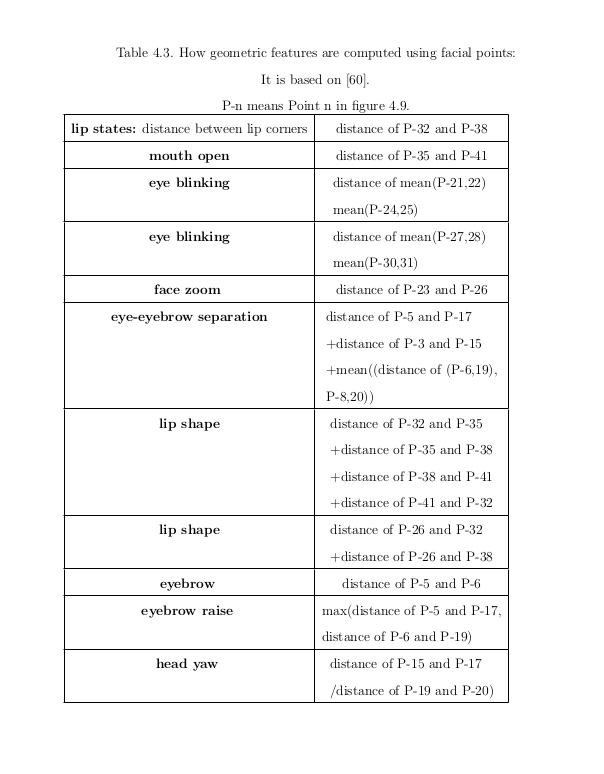 Table 4.3. How geometric features are computed using facial points:
It is based on [60].
P-n means Point n in figure 4.9.
lip states: distance between lip corners distance of P-32 and P-38
mouth open distance of P-35 and P-41
eye blinking distance of mean(P-21,22)
mean(P-24,25)
eye blinking distance of mean(P-27,28)
mean(P-30,31)
face zoom distance of P-23 and P-26
eye-eyebrow separation distance of P-5 and P-17
+distance of P-3 and P-15
+mean((distance of (P-6,19),
P-8,20))
lip shape distance of P-32 and P-35
+distance of P-35 and P-38
+distance of P-38 and P-41
+distance of P-41 and P-32
lip shape distance of P-26 and P-32
+distance of P-26 and P-38
eyebrow distance of P-5 and P-6
eyebrow raise max(distance of P-5 and P-17,
distance of P-6 and P-19)
head yaw distance of P-15 and P-17
/distance of P-19 and P-20)